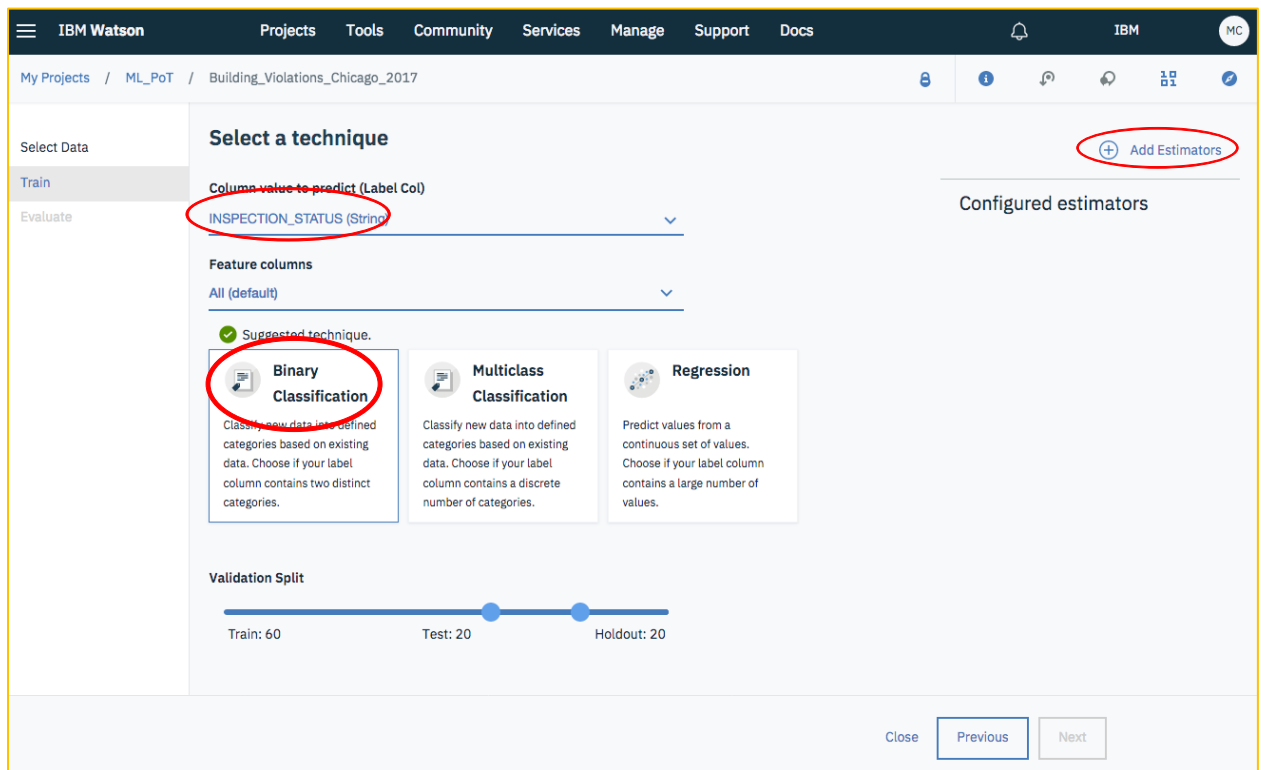 IBM Watson Projects Tools Community Services Manage Support Docs IBM MC
My Projects / ML_PoT / Building_Violations_Chicago_2017
Select Data
Train
Evaluate
Select a technique
Column value to predict (Label Col)
INSPECTION_STATUS (String)
Feature columns
All (default)
Suggested technique.
Binary
Classification
Classify new data into defined
categories based on existing
data. Choose if your label
column contains two distinct
categories.
Multiclass
Classification
Classify new data into defined
categories based on existing
data. Choose if your label
column contains a discrete
number of categories.
Regression
Predict values from a
continuous set of values.
Choose if your label column
contains a large number of
values.
Validation Split
Train: 60 Test: 20 Holdout: 20
Add Estimators
Configured estimators
Close Previous Next